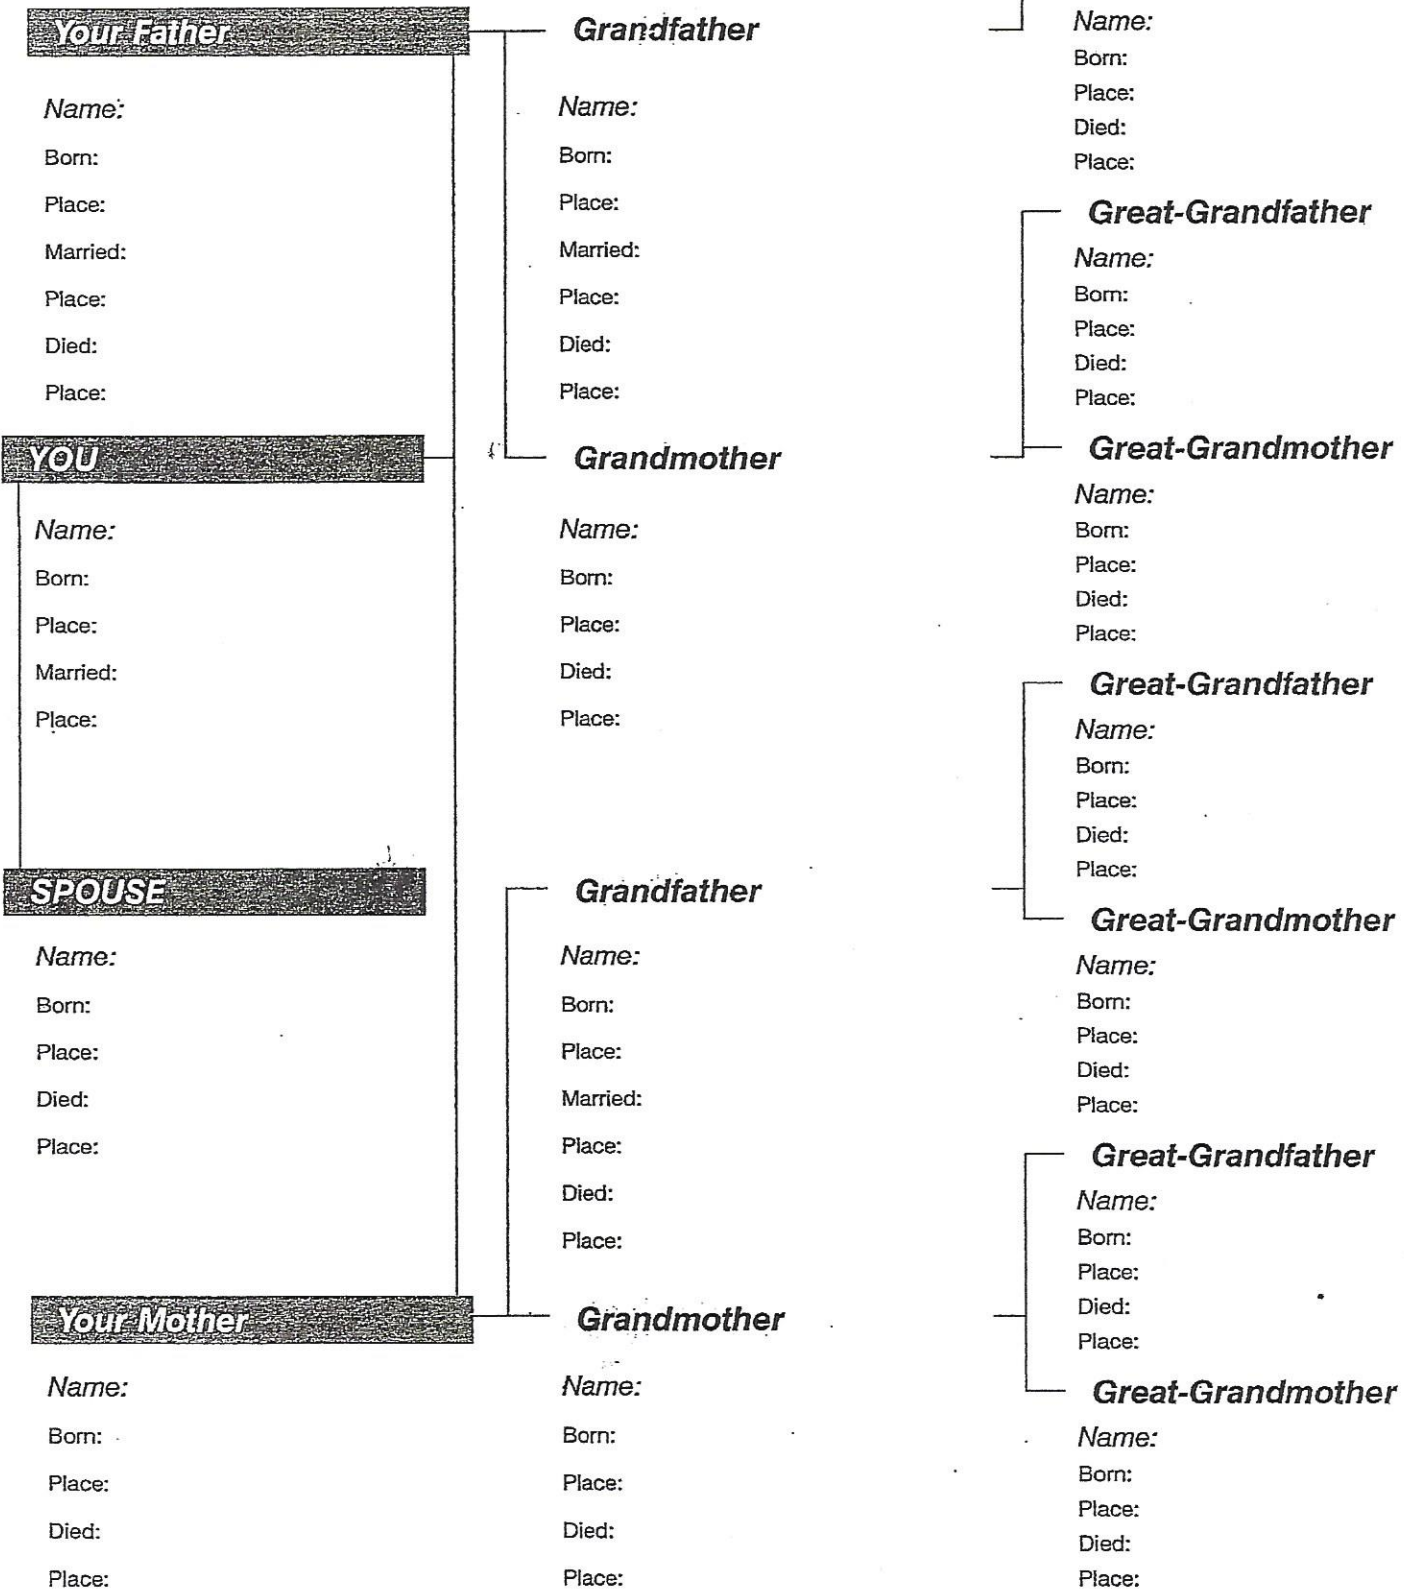 Your Father
Name:
Born:
Place:
Married:
Place:
Died:
Place:
YOU
Name:
Born:
Place:
Married:
Place:
SPOUSE
Name:
Born:
Place:
Died:
Place:
Your Mother
Name:
Born:
Place:
Died:
Place:
Grandfather
Name:
Born:
Place:
Married:
Place:
Died:
Place:
Grandmother
Name:
Born:
Place:
Died:
Place:
Grandfather
Name:
Born:
Place:
Married:
Place:
Died:
Place:
Grandmother
Name:
Born:
Place:
Died:
Place:
Name:
Born:
Place:
Died:
Place:
Great-Grandfather
Name:
Born:
Place:
Died:
Place:
Great-Grandmother
Name:
Born:
Place:
Died:
Place:
Great-Grandfather
Name:
Born:
Place:
Died:
Place:
Great-Grandmother
Name:
Born:
Place:
Died:
Place:
Great-Grandfather
Name:
Born:
Place:
Died:
Place:
Great-Grandmother
Name:
Born:
Place:
Died:
Place: